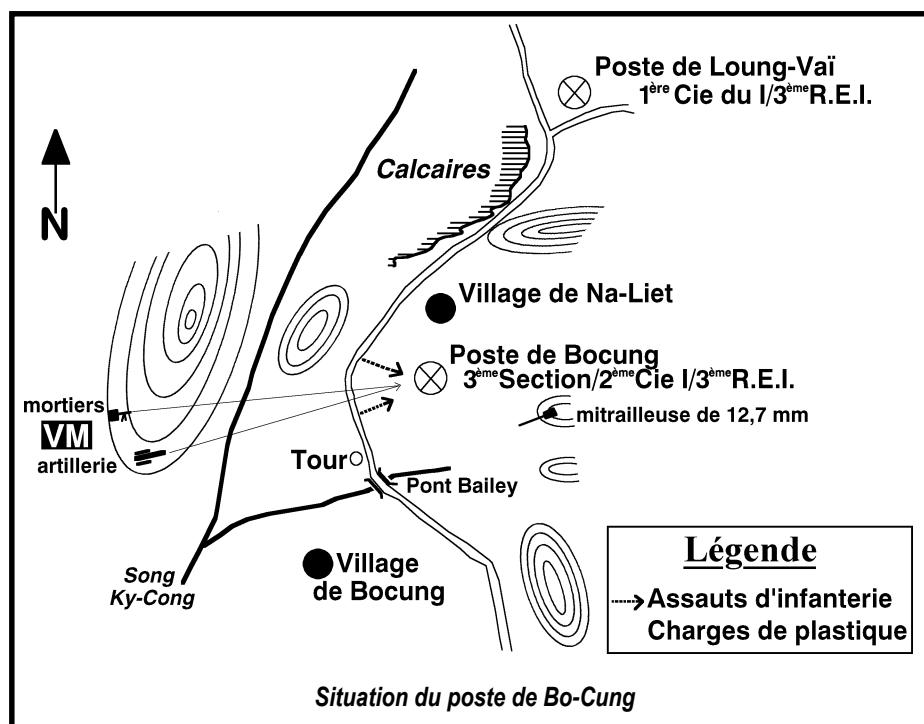 Poste de Loung-Vaï
1ère Cie du I/3ème R.E.I.
Calcaires
N
Village de Na-Liet
Poste de Bocung
3ème Section/2ème Cie I/3ème R.E.I.
mortiers
VM
artillerie
mitrailleuse de 12,7 mm
Tour
Pont Bailey
Song
Ky-Cong
Village
de Bocung
Légende
Assauts d'infanterie
Charges de plastique
Situation du poste de Bo-Cung